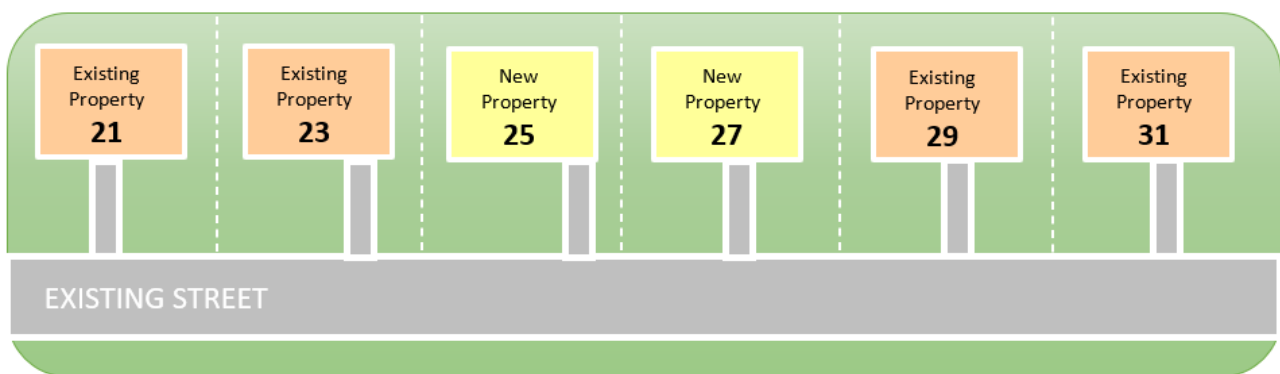 Existing
Property
21
Existing
Property
23
New
Property
25
New
Property
27
Existing
Property
29
Existing
Property
31
EXISTING STREET